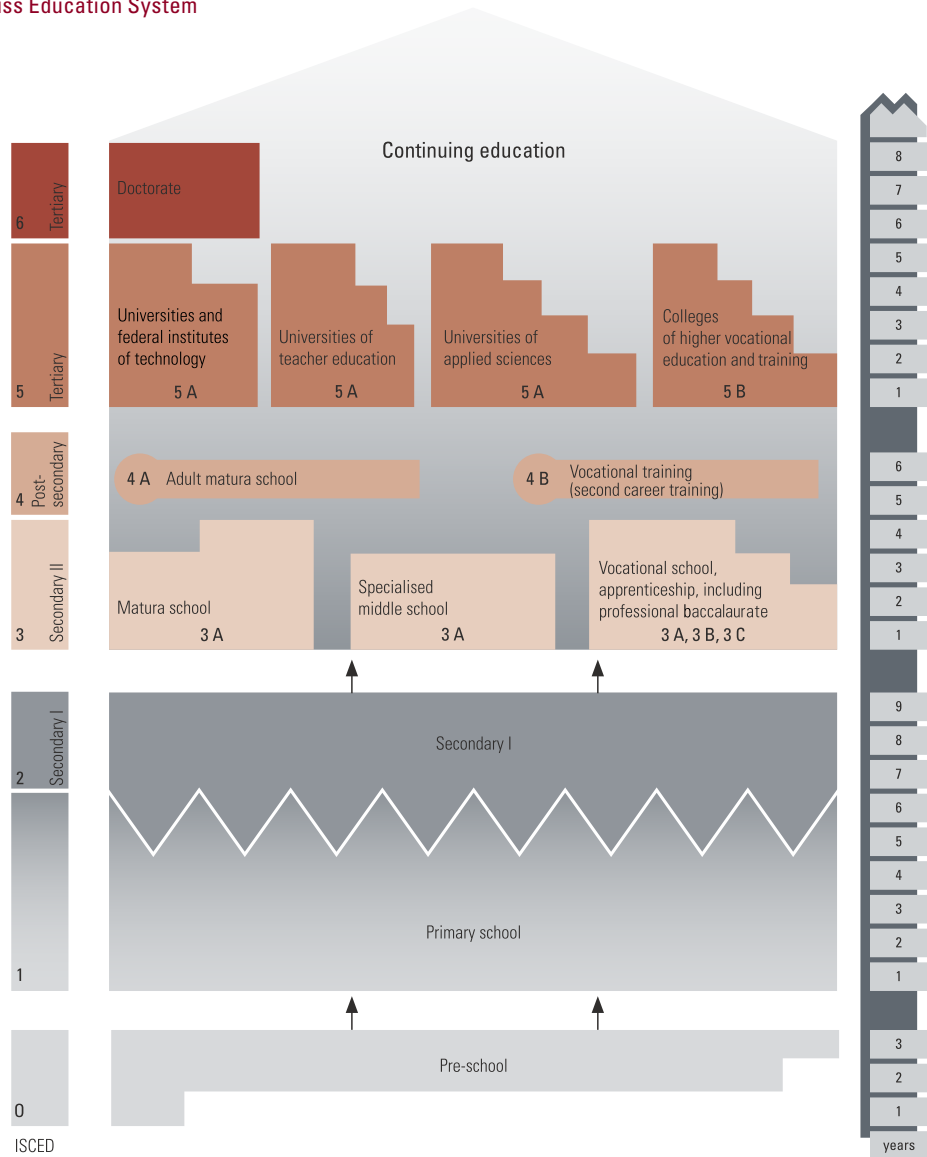 ss Education System
Continuing education
8
7
6
5
4
3
2
1
6
Tertiary
Doctorate
5
Tertiary
Universities and
federal institutes
of technology
5 A
Universities of
teacher education
5 A
Universities of
applied sciences
5 A
Colleges
of higher vocational
education and training
5 B
4
Post-
secondary
4 A Adult matura school
4 B Vocational training
(second career training)
6
5
4
3
2
1
3
Secondary II
Matura school
3 A
Specialised
middle school
3 A
Vocational school,
apprenticeship, including
professional baccalaurate
3 A, 3 B, 3 C
2
Secondary I
Secondary I
9
8
7
6
5
4
3
2
1
1
Primary school
0
Pre-school
3
2
1
ISCED
years